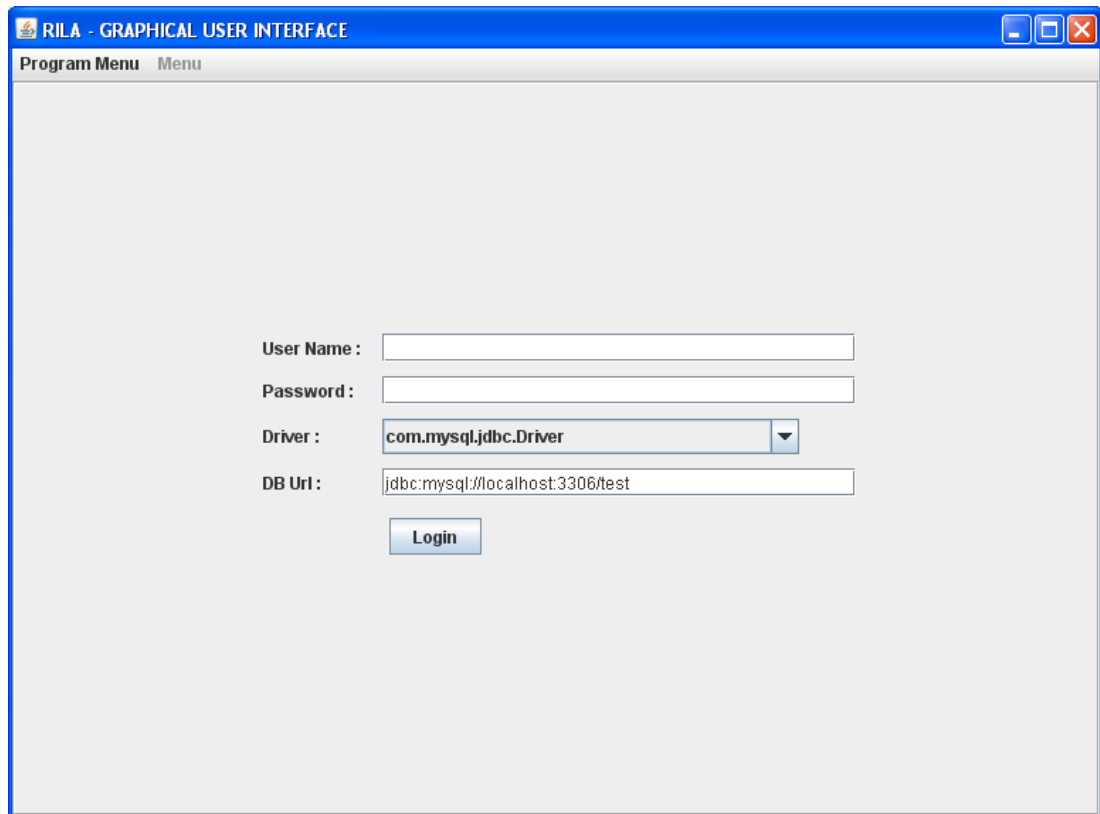 RILA - GRAPHICAL USER INTERFACE
Program Menu Menu
User Name :
Password :
Driver : com.mysql.jdbc.Driver
DB Url : jdbc:mysql://localhost:3306/test
Login